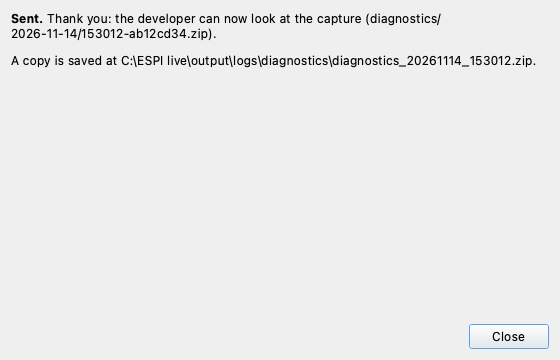 Sent. Thank you: the developer can now look at the capture (diagnostics/
2026-11-14/153012-ab12cd34.zip).
A copy is saved at C:\ESPI live\output\logs\diagnostics\diagnostics_20261114_153012.zip.
Close